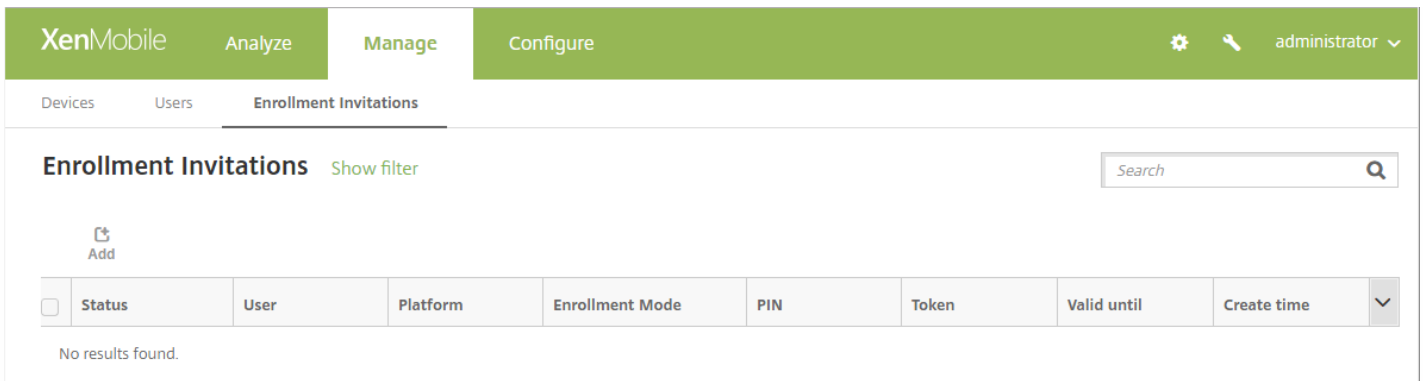 XenMobile Analyze Manage Configure administrator
Devices Users Enrollment Invitations
Enrollment Invitations Show filter Search
Add
Status User Platform Enrollment Mode PIN Token Valid until Create time
No results found.